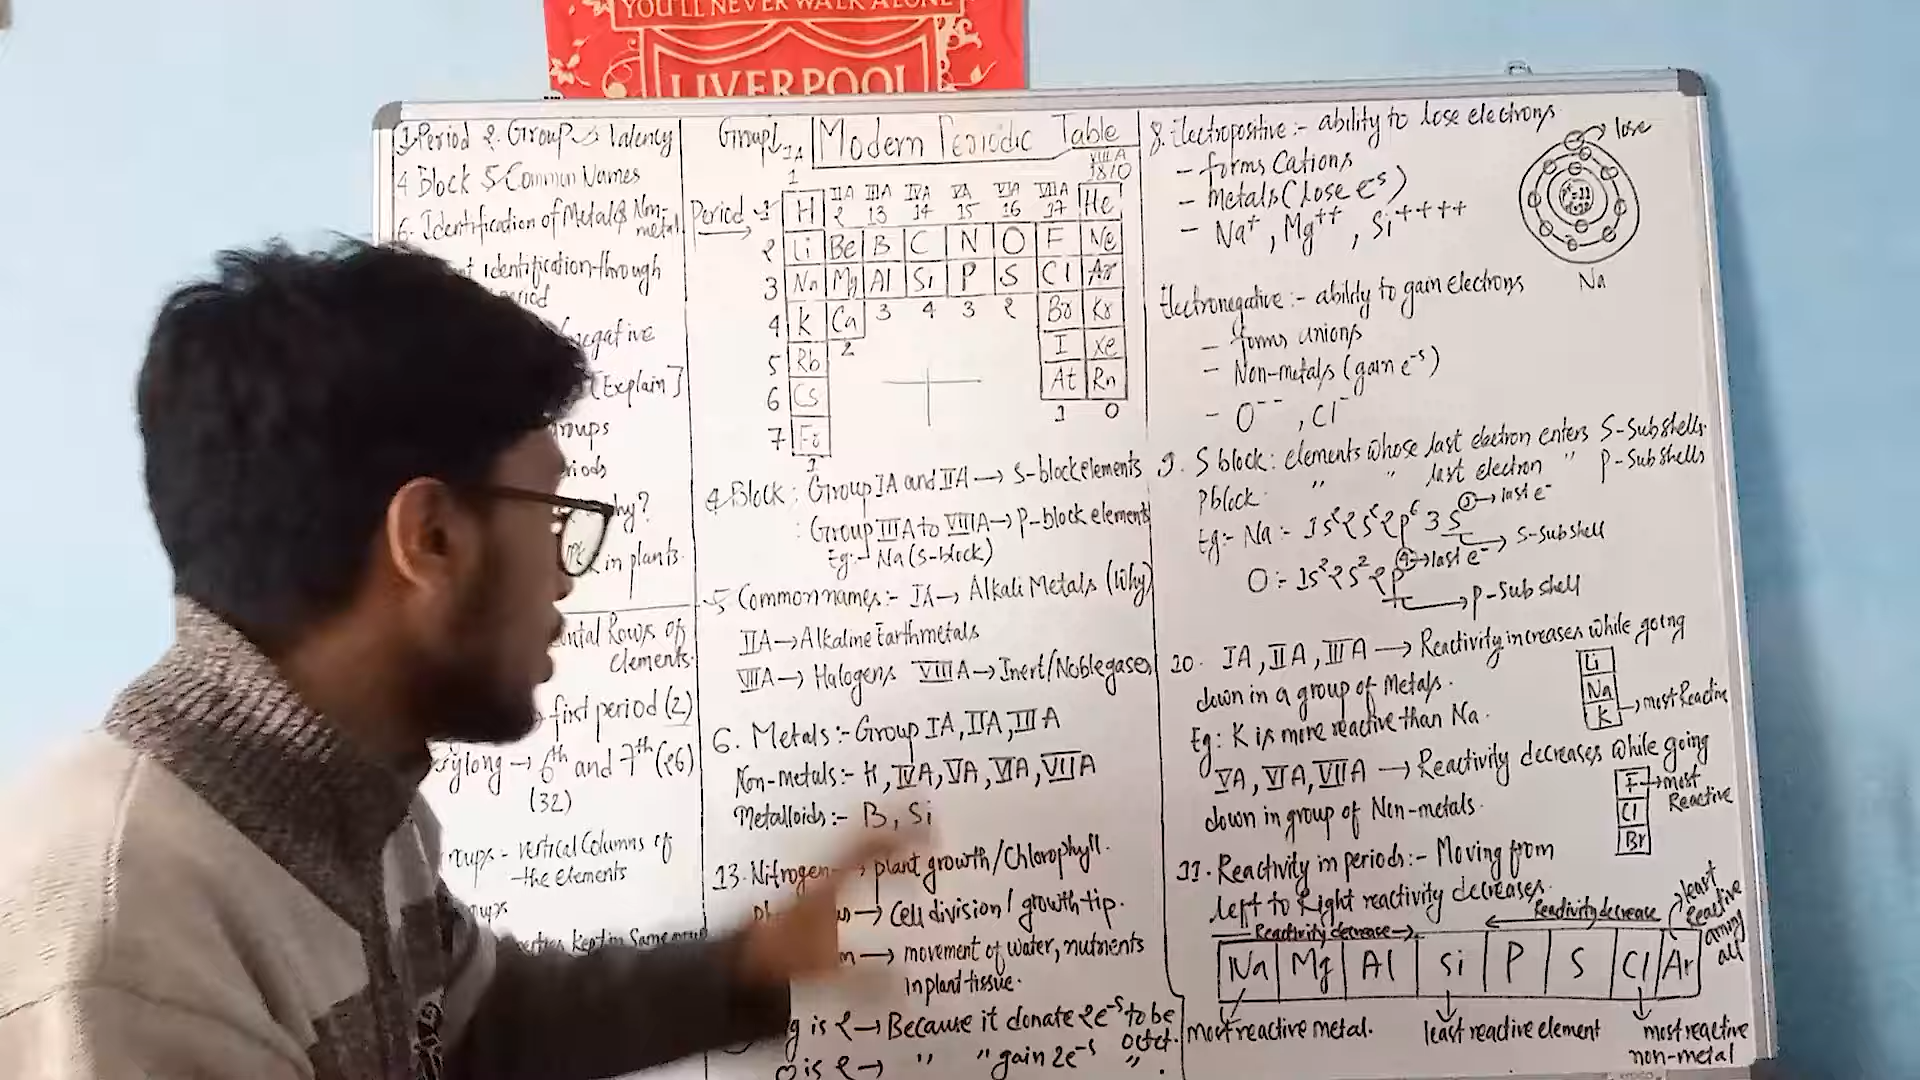 YOU'LL NEVER WALK ALONE
LIVERPOOL
1. Period 2. Group 3. Valency
4 Block 5 Common Names
6. Identification of Metal & Non-metal
identification through
negative
[Explain]
groups
why?
in plants.
Rows of
elements.
first period (2)
long → 6th and 7th
(32)
- vertical Columns of
the elements
kept in Same
Group
Modern Periodic Table
IA
1
VIIIA
18/0
IIA IIIA IVA VA VIA VIIA
2 13 14 15 16 17
Period → 1 H He
2 Li Be B C N O F Ne
3 Na Mg Al Si P S Cl Ar
4 K Ca 3 4 3 2 Br Kr
2
5 Rb I Xe
6 Cs At Rn
1 0
7 Fr
1
4 Block : Group IA and IIA → S-block elements
: Group IIIA to VIIIA → P-block element
Eg:- Na (S-block)
5 Common names:- IA → Alkali Metals (Why)
IIA → Alkaline Earth metals
VIIA → Halogens VIIIA → Inert/Noble gases
6. Metals:- Group IA, IIA, IIIA
Non-metals:- H, IVA, VA, VIA, VIIA
Metalloids:- B, Si
13. Nitrogen → plant growth/Chlorophyll.
→ Cell division/growth tip.
→ movement of water, nutrients
in plant tissue.
is 2 → Because it donate 2e-s to be
octet.
O is 2 → " " gain 2e-s " .
8. Electropositive:- ability to lose electrons
- forms Cations
- metals (lose e-s)
- Na+, Mg++, Si++++
lose
Na
Electronegative:- ability to gain electrons
- forms anions
- Non-metals (gain e-s)
- O--, Cl-
9. S block: elements whose last electron enters S-Subshells.
P block: " " last electron " P-Subshells
Eg:- Na:- 1s2 2s2 2p6 3s1 → last e-
→ S-subshell
O:- 1s2 2s2 2p4 → last e-
→ p-Subshell
10. IA, IIA, IIIA → Reactivity increases while going
down in a group of Metals.
Eg: K is more reactive than Na.
Li
Na
K → most Reactive
VA, VIA, VIIA → Reactivity decreases while going
down in group of Non-metals.
F → most Reactive
Cl
Br
11. Reactivity in periods:- Moving from
left to Right reactivity decreases.
Reactivity decrease →
← Reactivity decrease
least Reactive among all
Na Mg Al Si P S Cl Ar
most reactive metal.
least reactive element
most reactive
non-metal